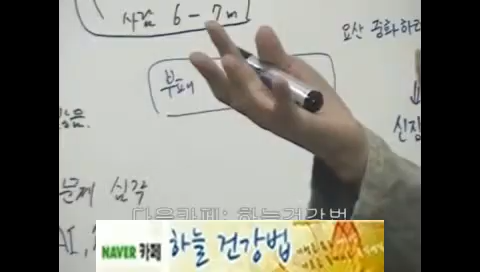 사람 6 - 7m
요산 중화하
부패
않음.
신장
문제 심각
AI,
다음카페: 하늘건강법
NAVER 카페 하늘 건강법